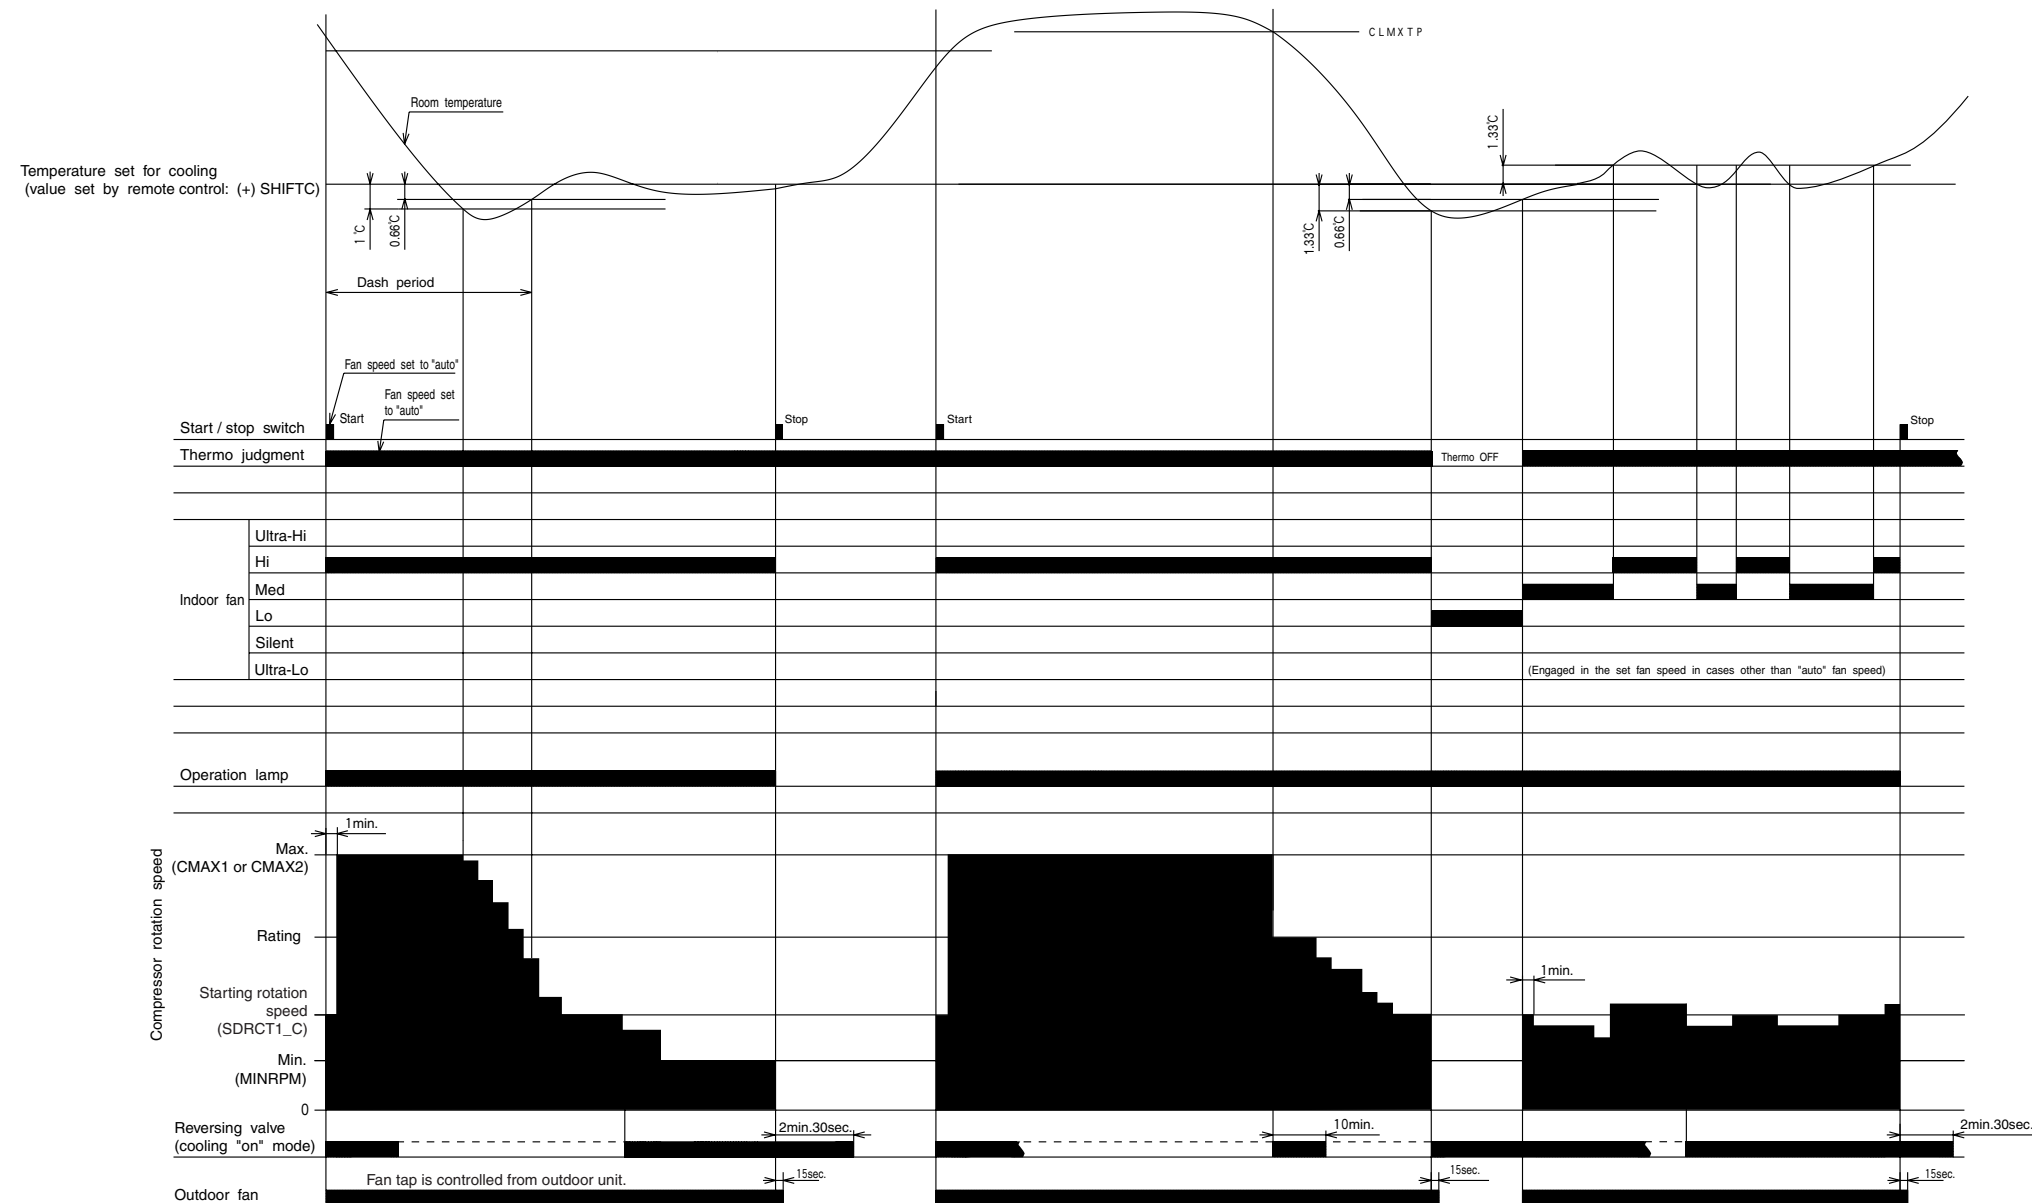 CLMXTP
Room temperature
1.33℃
Temperature set for cooling
(value set by remote control: (+) SHIFTC)
1 ℃
0.66℃
1.33℃
0.66℃
Dash period
Fan speed set to "auto"
Fan speed set
to "auto"
Start / stop switch
Start
Stop
Start
Stop
Thermo judgment
Thermo OFF
Indoor fan
Ultra-Hi
Hi
Med
Lo
Silent
Ultra-Lo
(Engaged in the set fan speed in cases other than "auto" fan speed)
Operation lamp
Compressor rotation speed
1min.
Max.
(CMAX1 or CMAX2)
Rating
1min.
Starting rotation
speed
(SDRCT1_C)
Min.
(MINRPM)
0
Reversing valve
(cooling "on" mode)
2min.30sec.
10min.
2min.30sec.
Fan tap is controlled from outdoor unit.
15sec.
15sec.
15sec.
Outdoor fan